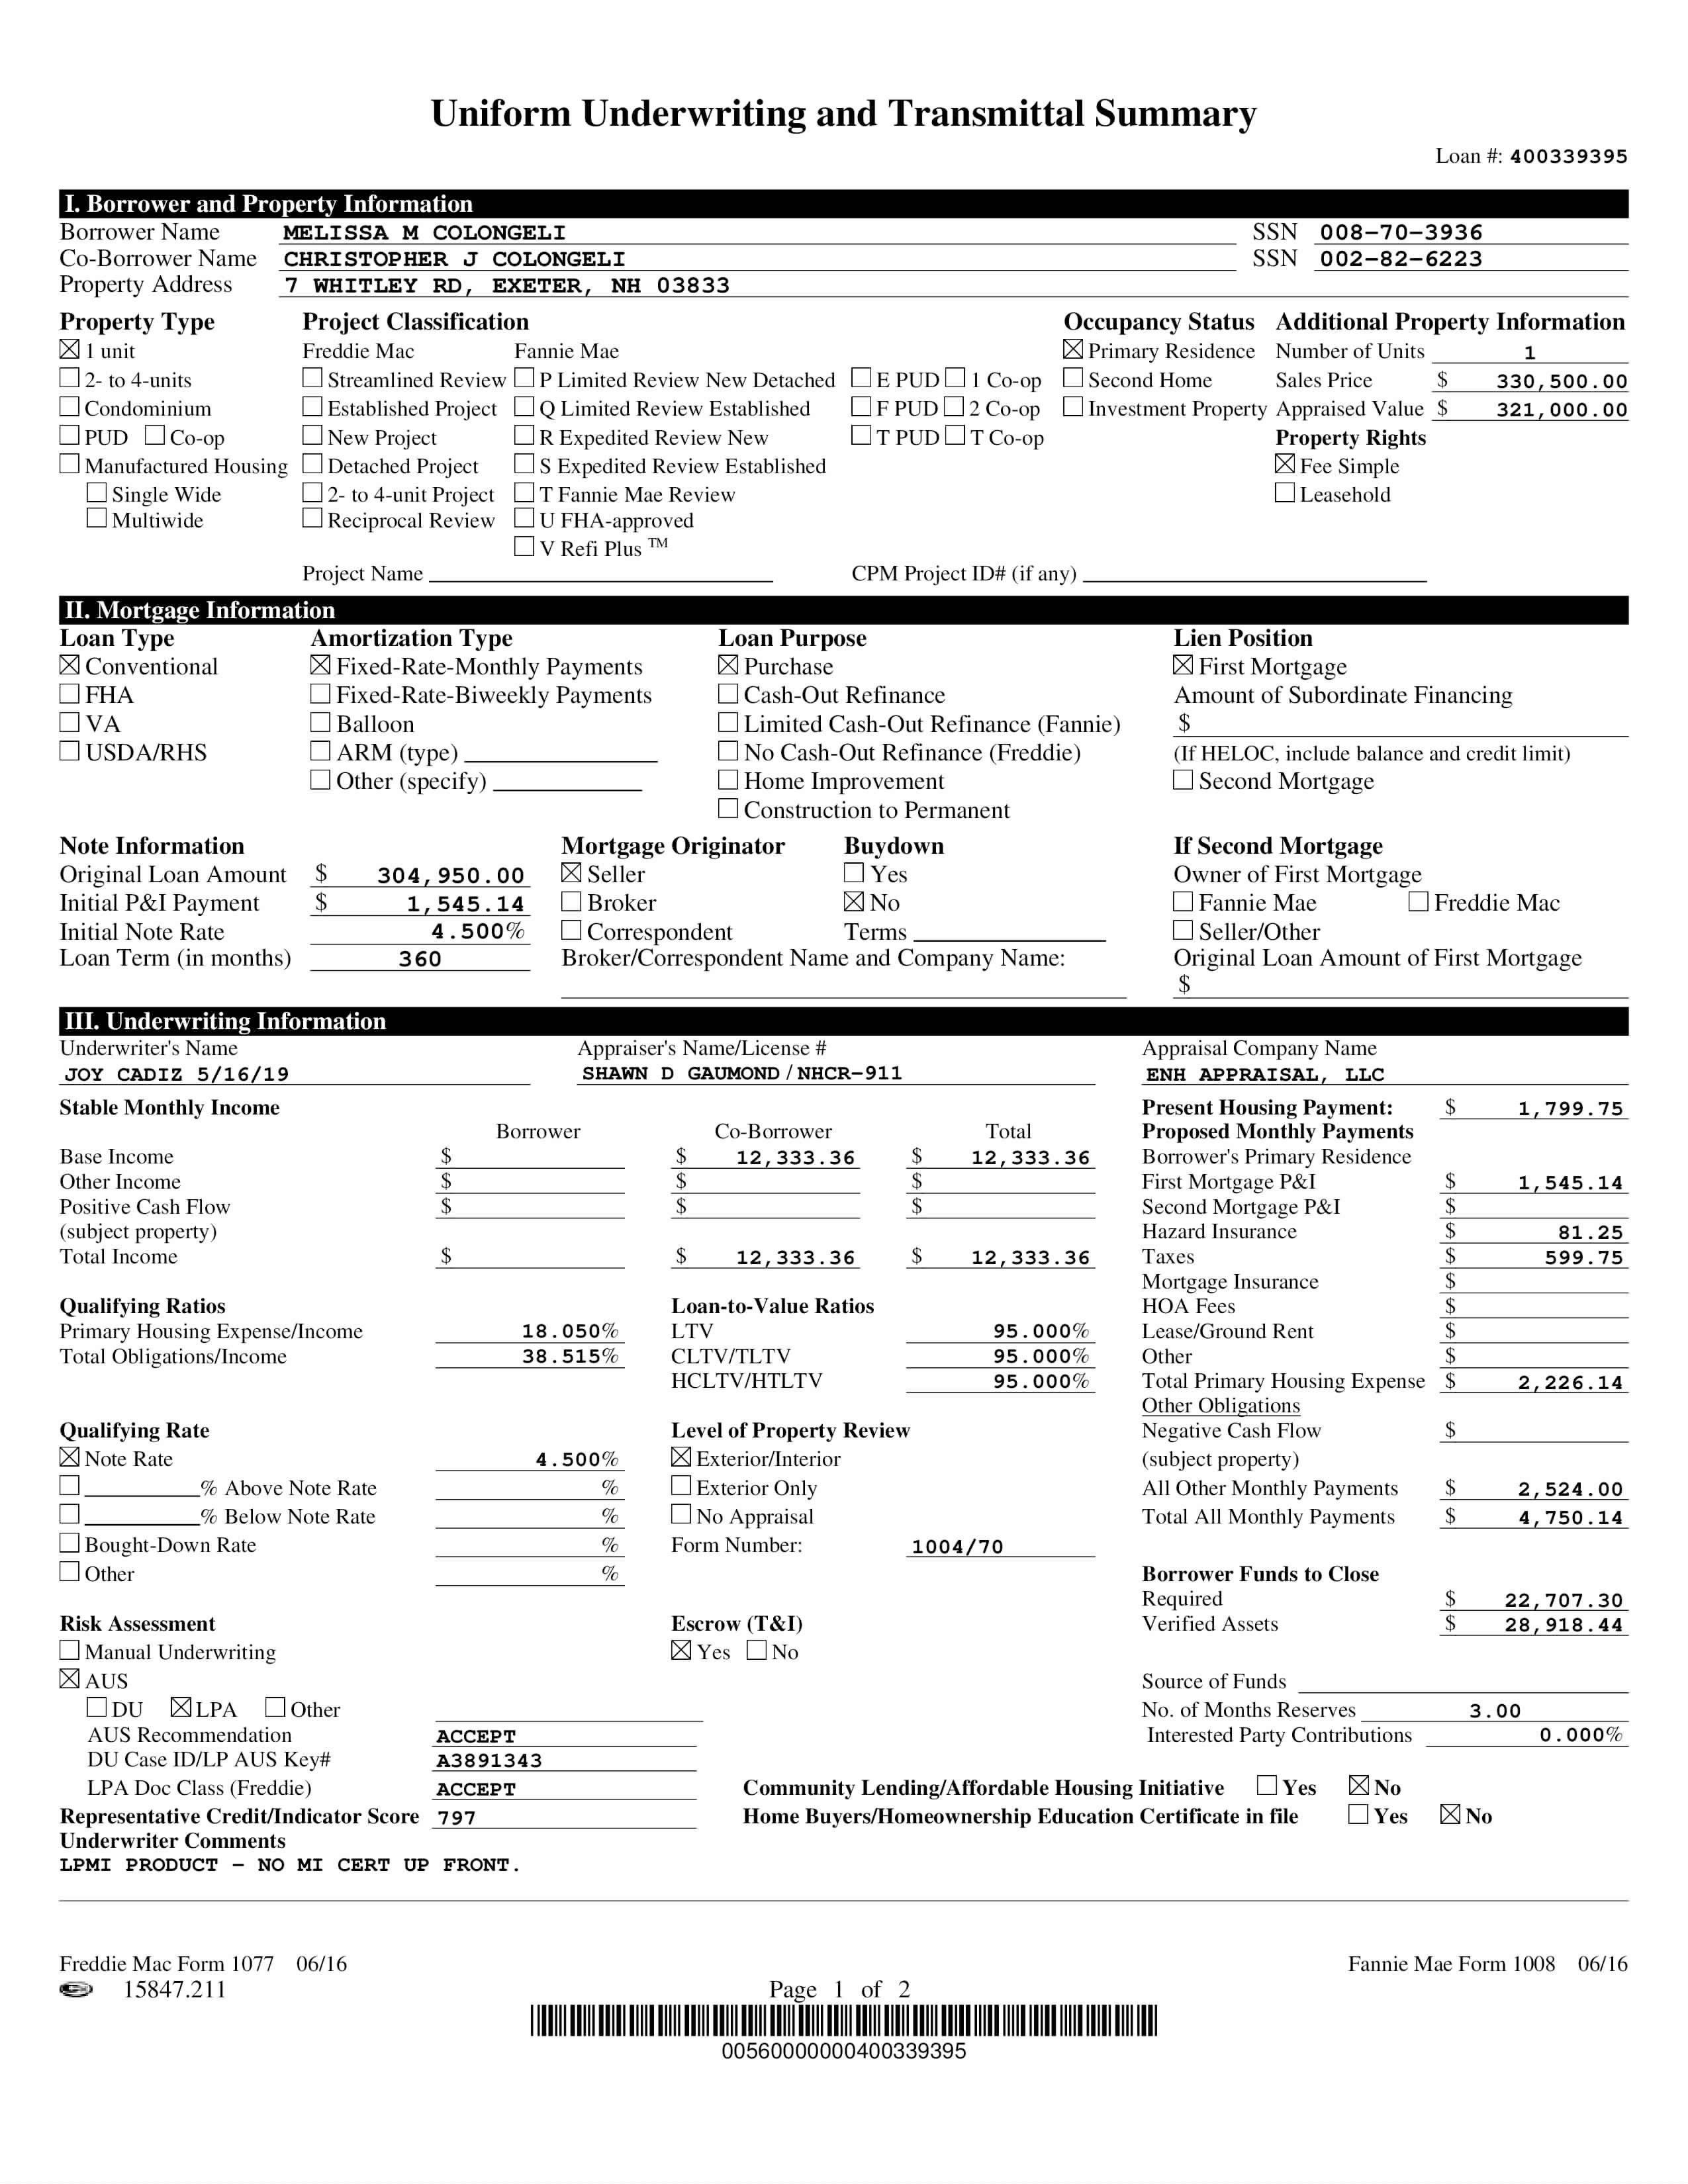 Uniform Underwriting and Transmittal Summary
Loan #: 400339395
I. Borrower and Property Information
Borrower Name MELISSA M COLONGELI SSN 008-70-3936
Co-Borrower Name CHRISTOPHER J COLONGELI SSN 002-82-6223
Property Address 7 WHITLEY RD, EXETER, NH 03833
Property Type Project Classification Occupancy Status Additional Property Information
☒ 1 unit Freddie Mac Fannie Mae ☒ Primary Residence Number of Units 1
☐ 2- to 4-units ☐ Streamlined Review ☐ P Limited Review New Detached ☐ E PUD ☐ 1 Co-op ☐ Second Home Sales Price $ 330,500.00
☐ Condominium ☐ Established Project ☐ Q Limited Review Established ☐ F PUD ☐ 2 Co-op ☐ Investment Property Appraised Value $ 321,000.00
☐ PUD ☐ Co-op ☐ New Project ☐ R Expedited Review New ☐ T PUD ☐ T Co-op Property Rights
☐ Manufactured Housing ☐ Detached Project ☐ S Expedited Review Established ☒ Fee Simple
☐ Single Wide ☐ 2- to 4-unit Project ☐ T Fannie Mae Review ☐ Leasehold
☐ Multiwide ☐ Reciprocal Review ☐ U FHA-approved
☐ V Refi Plus TM
Project Name CPM Project ID# (if any)
II. Mortgage Information
Loan Type Amortization Type Loan Purpose Lien Position
☒ Conventional ☒ Fixed-Rate-Monthly Payments ☒ Purchase ☒ First Mortgage
☐ FHA ☐ Fixed-Rate-Biweekly Payments ☐ Cash-Out Refinance Amount of Subordinate Financing
☐ VA ☐ Balloon ☐ Limited Cash-Out Refinance (Fannie) $
☐ USDA/RHS ☐ ARM (type) ☐ No Cash-Out Refinance (Freddie) (If HELOC, include balance and credit limit)
☐ Other (specify) ☐ Home Improvement ☐ Second Mortgage
☐ Construction to Permanent
Note Information Mortgage Originator Buydown If Second Mortgage
Original Loan Amount $ 304,950.00 ☒ Seller ☐ Yes Owner of First Mortgage
Initial P&I Payment $ 1,545.14 ☐ Broker ☒ No ☐ Fannie Mae ☐ Freddie Mac
Initial Note Rate 4.500% ☐ Correspondent Terms ☐ Seller/Other
Loan Term (in months) 360 Broker/Correspondent Name and Company Name: Original Loan Amount of First Mortgage
$
III. Underwriting Information
Underwriter's Name Appraiser's Name/License # Appraisal Company Name
JOY CADIZ 5/16/19 SHAWN D GAUMOND / NHCR-911 ENH APPRAISAL, LLC
Stable Monthly Income Present Housing Payment: $ 1,799.75
Borrower Co-Borrower Total Proposed Monthly Payments
Base Income $ $ 12,333.36 $ 12,333.36 Borrower's Primary Residence
Other Income $ $ $ First Mortgage P&I $ 1,545.14
Positive Cash Flow $ $ $ Second Mortgage P&I $
(subject property) Hazard Insurance $ 81.25
Total Income $ $ 12,333.36 $ 12,333.36 Taxes $ 599.75
Mortgage Insurance $
Qualifying Ratios Loan-to-Value Ratios HOA Fees $
Primary Housing Expense/Income 18.050% LTV 95.000% Lease/Ground Rent $
Total Obligations/Income 38.515% CLTV/TLTV 95.000% Other $
HCLTV/HTLTV 95.000% Total Primary Housing Expense $ 2,226.14
Other Obligations
Qualifying Rate Level of Property Review Negative Cash Flow $
☒ Note Rate 4.500% ☒ Exterior/Interior (subject property)
☐ % Above Note Rate % ☐ Exterior Only All Other Monthly Payments $ 2,524.00
☐ % Below Note Rate % ☐ No Appraisal Total All Monthly Payments $ 4,750.14
☐ Bought-Down Rate % Form Number: 1004/70
☐ Other % Borrower Funds to Close
Required $ 22,707.30
Risk Assessment Escrow (T&I) Verified Assets $ 28,918.44
☐ Manual Underwriting ☒ Yes ☐ No
☒ AUS Source of Funds
☐ DU ☒ LPA ☐ Other No. of Months Reserves 3.00
AUS Recommendation ACCEPT Interested Party Contributions 0.000%
DU Case ID/LP AUS Key# A3891343
LPA Doc Class (Freddie) ACCEPT Community Lending/Affordable Housing Initiative ☐ Yes ☒ No
Representative Credit/Indicator Score 797 Home Buyers/Homeownership Education Certificate in file ☐ Yes ☒ No
Underwriter Comments
LPMI PRODUCT - NO MI CERT UP FRONT.
Freddie Mac Form 1077 06/16 Fannie Mae Form 1008 06/16
15847.211 Page 1 of 2
00560000000400339395